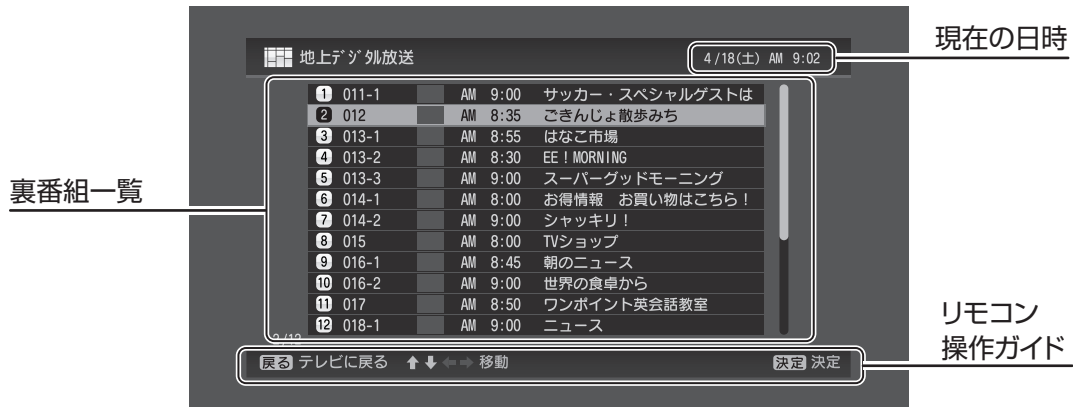 現在の日時
地上デジタル放送
4/18(土) AM 9:02
裏番組一覧
1 011-1 AM 9:00 サッカー・スペシャルゲストは
2 012 AM 8:35 ごきんじょ散歩みち
3 013-1 AM 8:55 はなこ市場
4 013-2 AM 8:30 EE!MORNING
5 013-3 AM 9:00 スーパーグッドモーニング
6 014-1 AM 8:00 お得情報 お買い物はこちら!
7 014-2 AM 9:00 シャッキリ!
8 015 AM 8:00 TVショップ
9 016-1 AM 8:45 朝のニュース
10 016-2 AM 9:00 世界の食卓から
11 017 AM 8:50 ワンポイント英会話教室
12 018-1 AM 9:00 ニュース
戻る テレビに戻る ↑↓←→ 移動 決定 決定
リモコン
操作ガイド